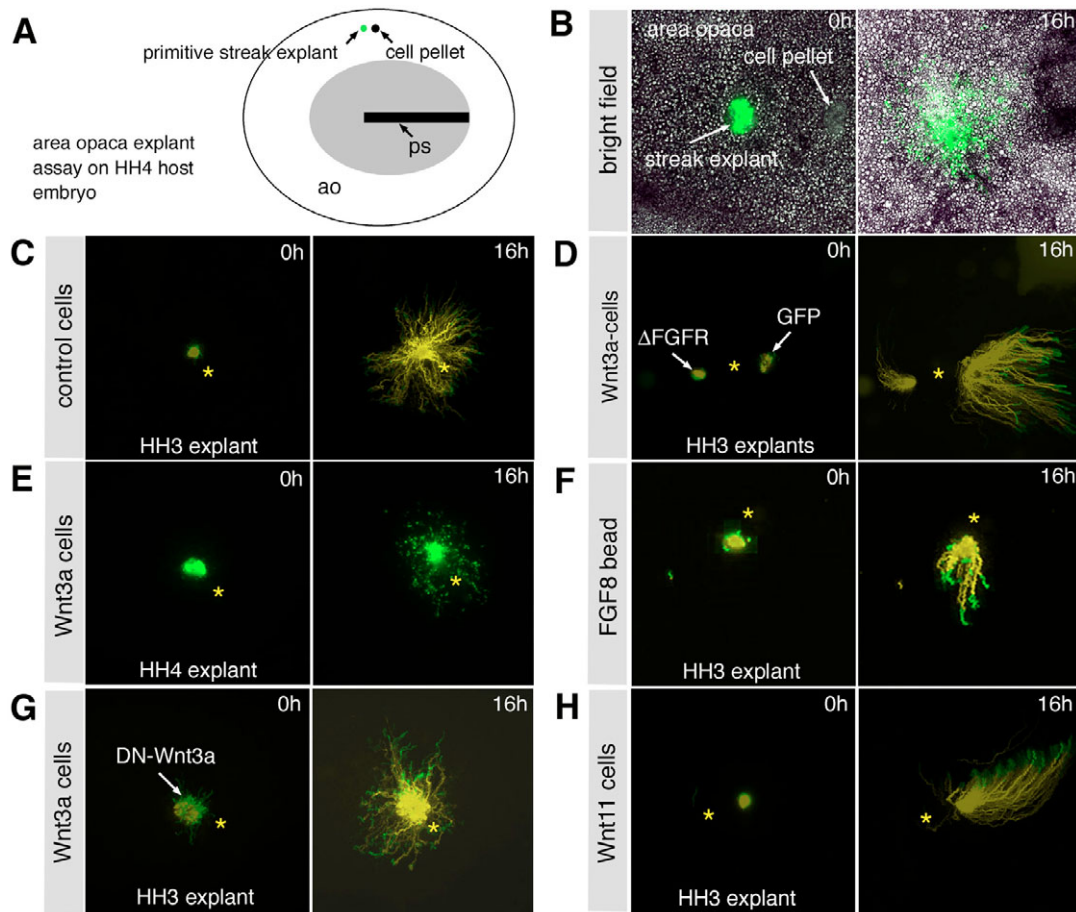 A
primitive streak explant
cell pellet
ps
ao
area opaca explant
assay on HH4 host
embryo
B
bright field
area opaca
0h
cell pellet
streak explant
16h
C
control cells
0h
*
HH3 explant
16h
*
D
Wnt3a-cells
0h
ΔFGFR
GFP
*
HH3 explants
16h
*
E
Wnt3a cells
0h
*
HH4 explant
16h
*
F
FGF8 bead
0h
*
HH3 explant
16h
*
G
Wnt3a cells
0h
DN-Wnt3a
*
HH3 explant
16h
*
H
Wnt11 cells
0h
*
HH3 explant
16h
*